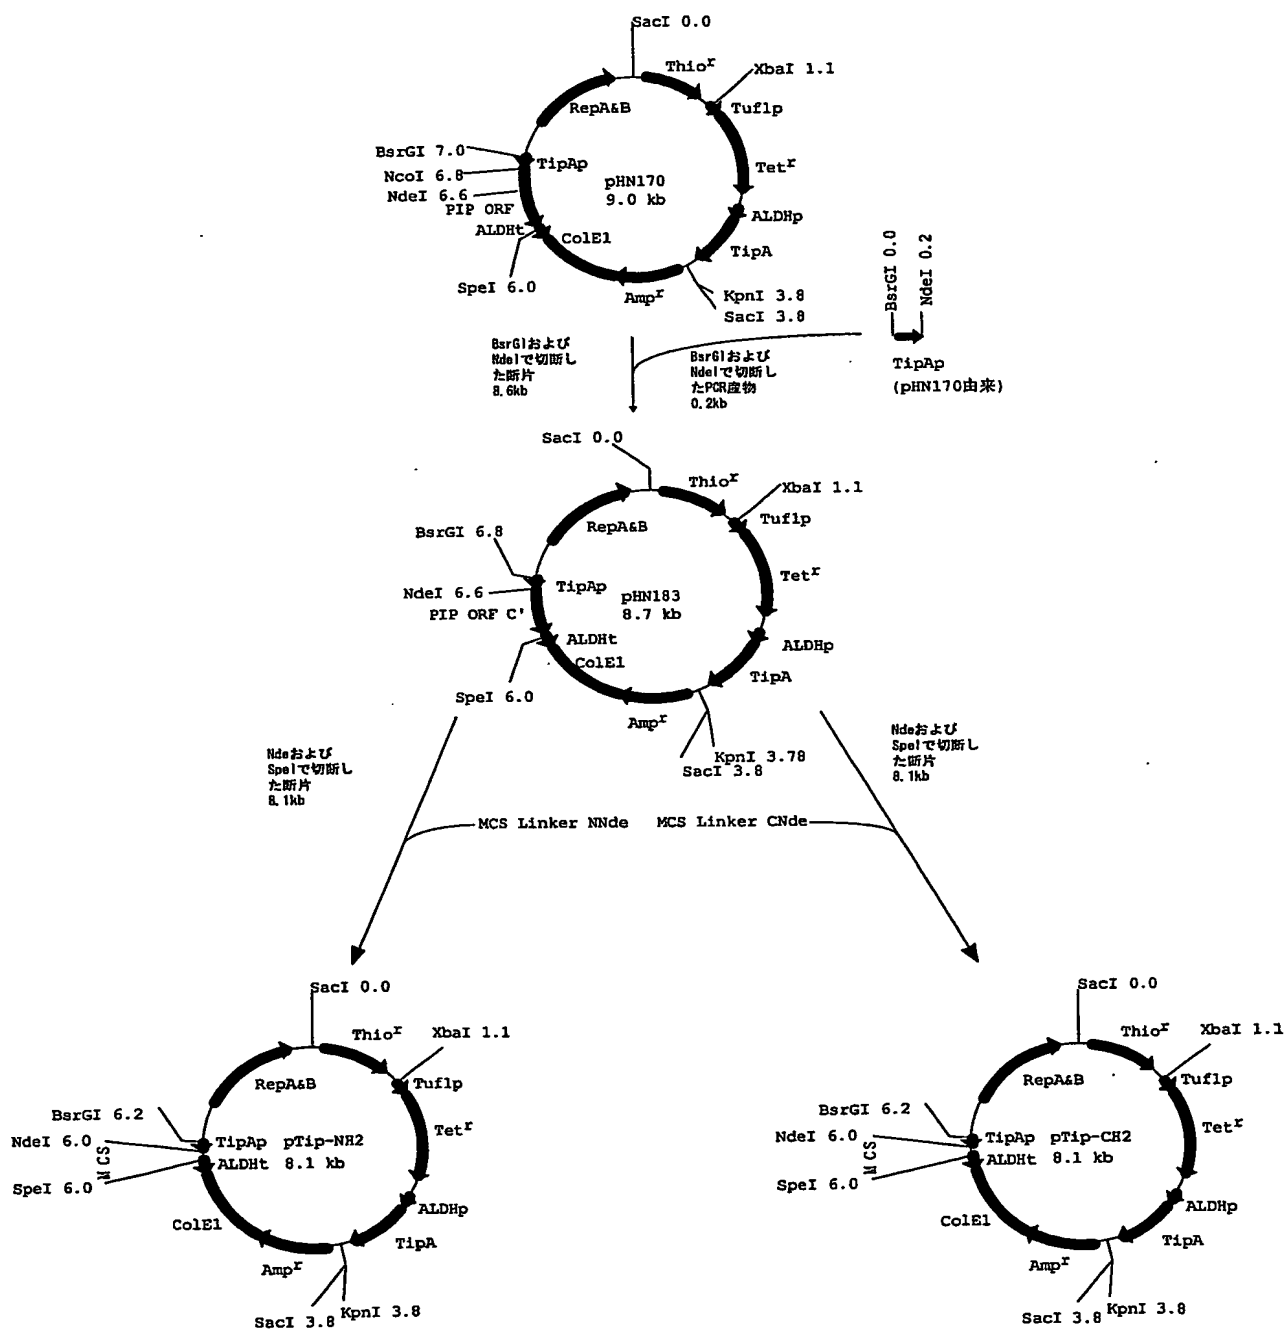 SacI 0.0
Thioʳ
XbaI 1.1
RepA&B
Tuf1p
BsrGI 7.0
TipAp
NcoI 6.8
pHN170
Tetʳ
NdeI 6.6
9.0 kb
PIP ORF
ALDHp
ALDHt
ColE1
TipA
SpeI 6.0
Ampʳ
KpnI 3.8
SacI 3.8
BsrGI 0.0
NdeI 0.2
TipAp
(pHN170由来)
BsrGIおよび
NdeIで切断し
た断片
8.6kb
BsrGIおよび
NdeIで切断し
たPCR産物
0.2kb
SacI 0.0
Thioʳ
XbaI 1.1
RepA&B
Tuf1p
BsrGI 6.8
TipAp
Tetʳ
NdeI 6.6
pHN183
PIP ORF C'
8.7 kb
ALDHt
ALDHp
ColE1
TipA
SpeI 6.0
Ampʳ
KpnI 3.78
SacI 3.8
Ndeおよび
SpeIで切断し
た断片
8.1kb
Ndeおよび
SpeIで切断し
た断片
8.1kb
MCS Linker NNde
MCS Linker CNde
SacI 0.0
Thioʳ
XbaI 1.1
RepA&B
Tuf1p
BsrGI 6.2
NdeI 6.0
TipAp
pTip-NH2
Tetʳ
MCS
ALDHt
8.1 kb
SpeI 6.0
ALDHp
ColE1
TipA
Ampʳ
SacI 3.8
KpnI 3.8
SacI 0.0
Thioʳ
XbaI 1.1
RepA&B
Tuf1p
BsrGI 6.2
NdeI 6.0
TipAp
pTip-CH2
Tetʳ
MCS
ALDHt
8.1 kb
SpeI 6.0
ALDHp
ColE1
TipA
Ampʳ
SacI 3.8
KpnI 3.8